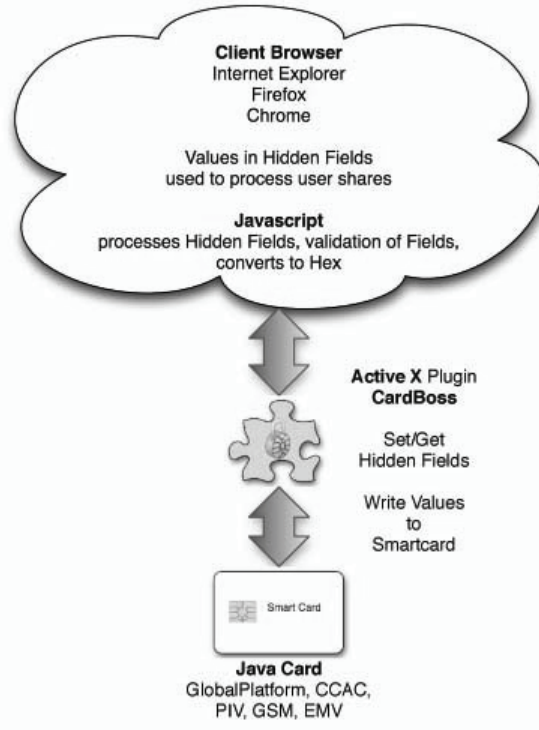 Client Browser
Internet Explorer
Firefox
Chrome
Values in Hidden Fields
used to process user shares
Javascript
processes Hidden Fields, validation of Fields,
converts to Hex
Active X Plugin
CardBoss
Set/Get
Hidden Fields
Write Values
to
Smartcard
Smart Card
Java Card
GlobalPlatform, CCAC,
PIV, GSM, EMV